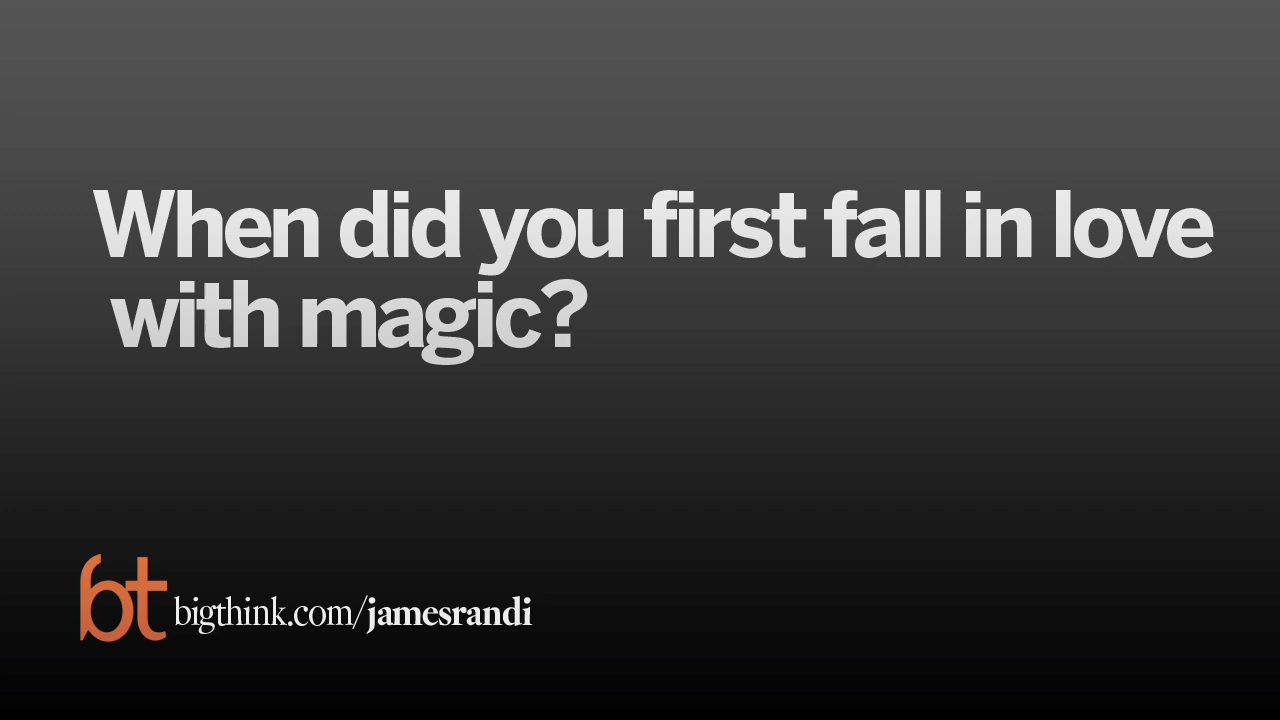 When did you first fall in love
with magic?
bt bigthink.com/jamesrandi